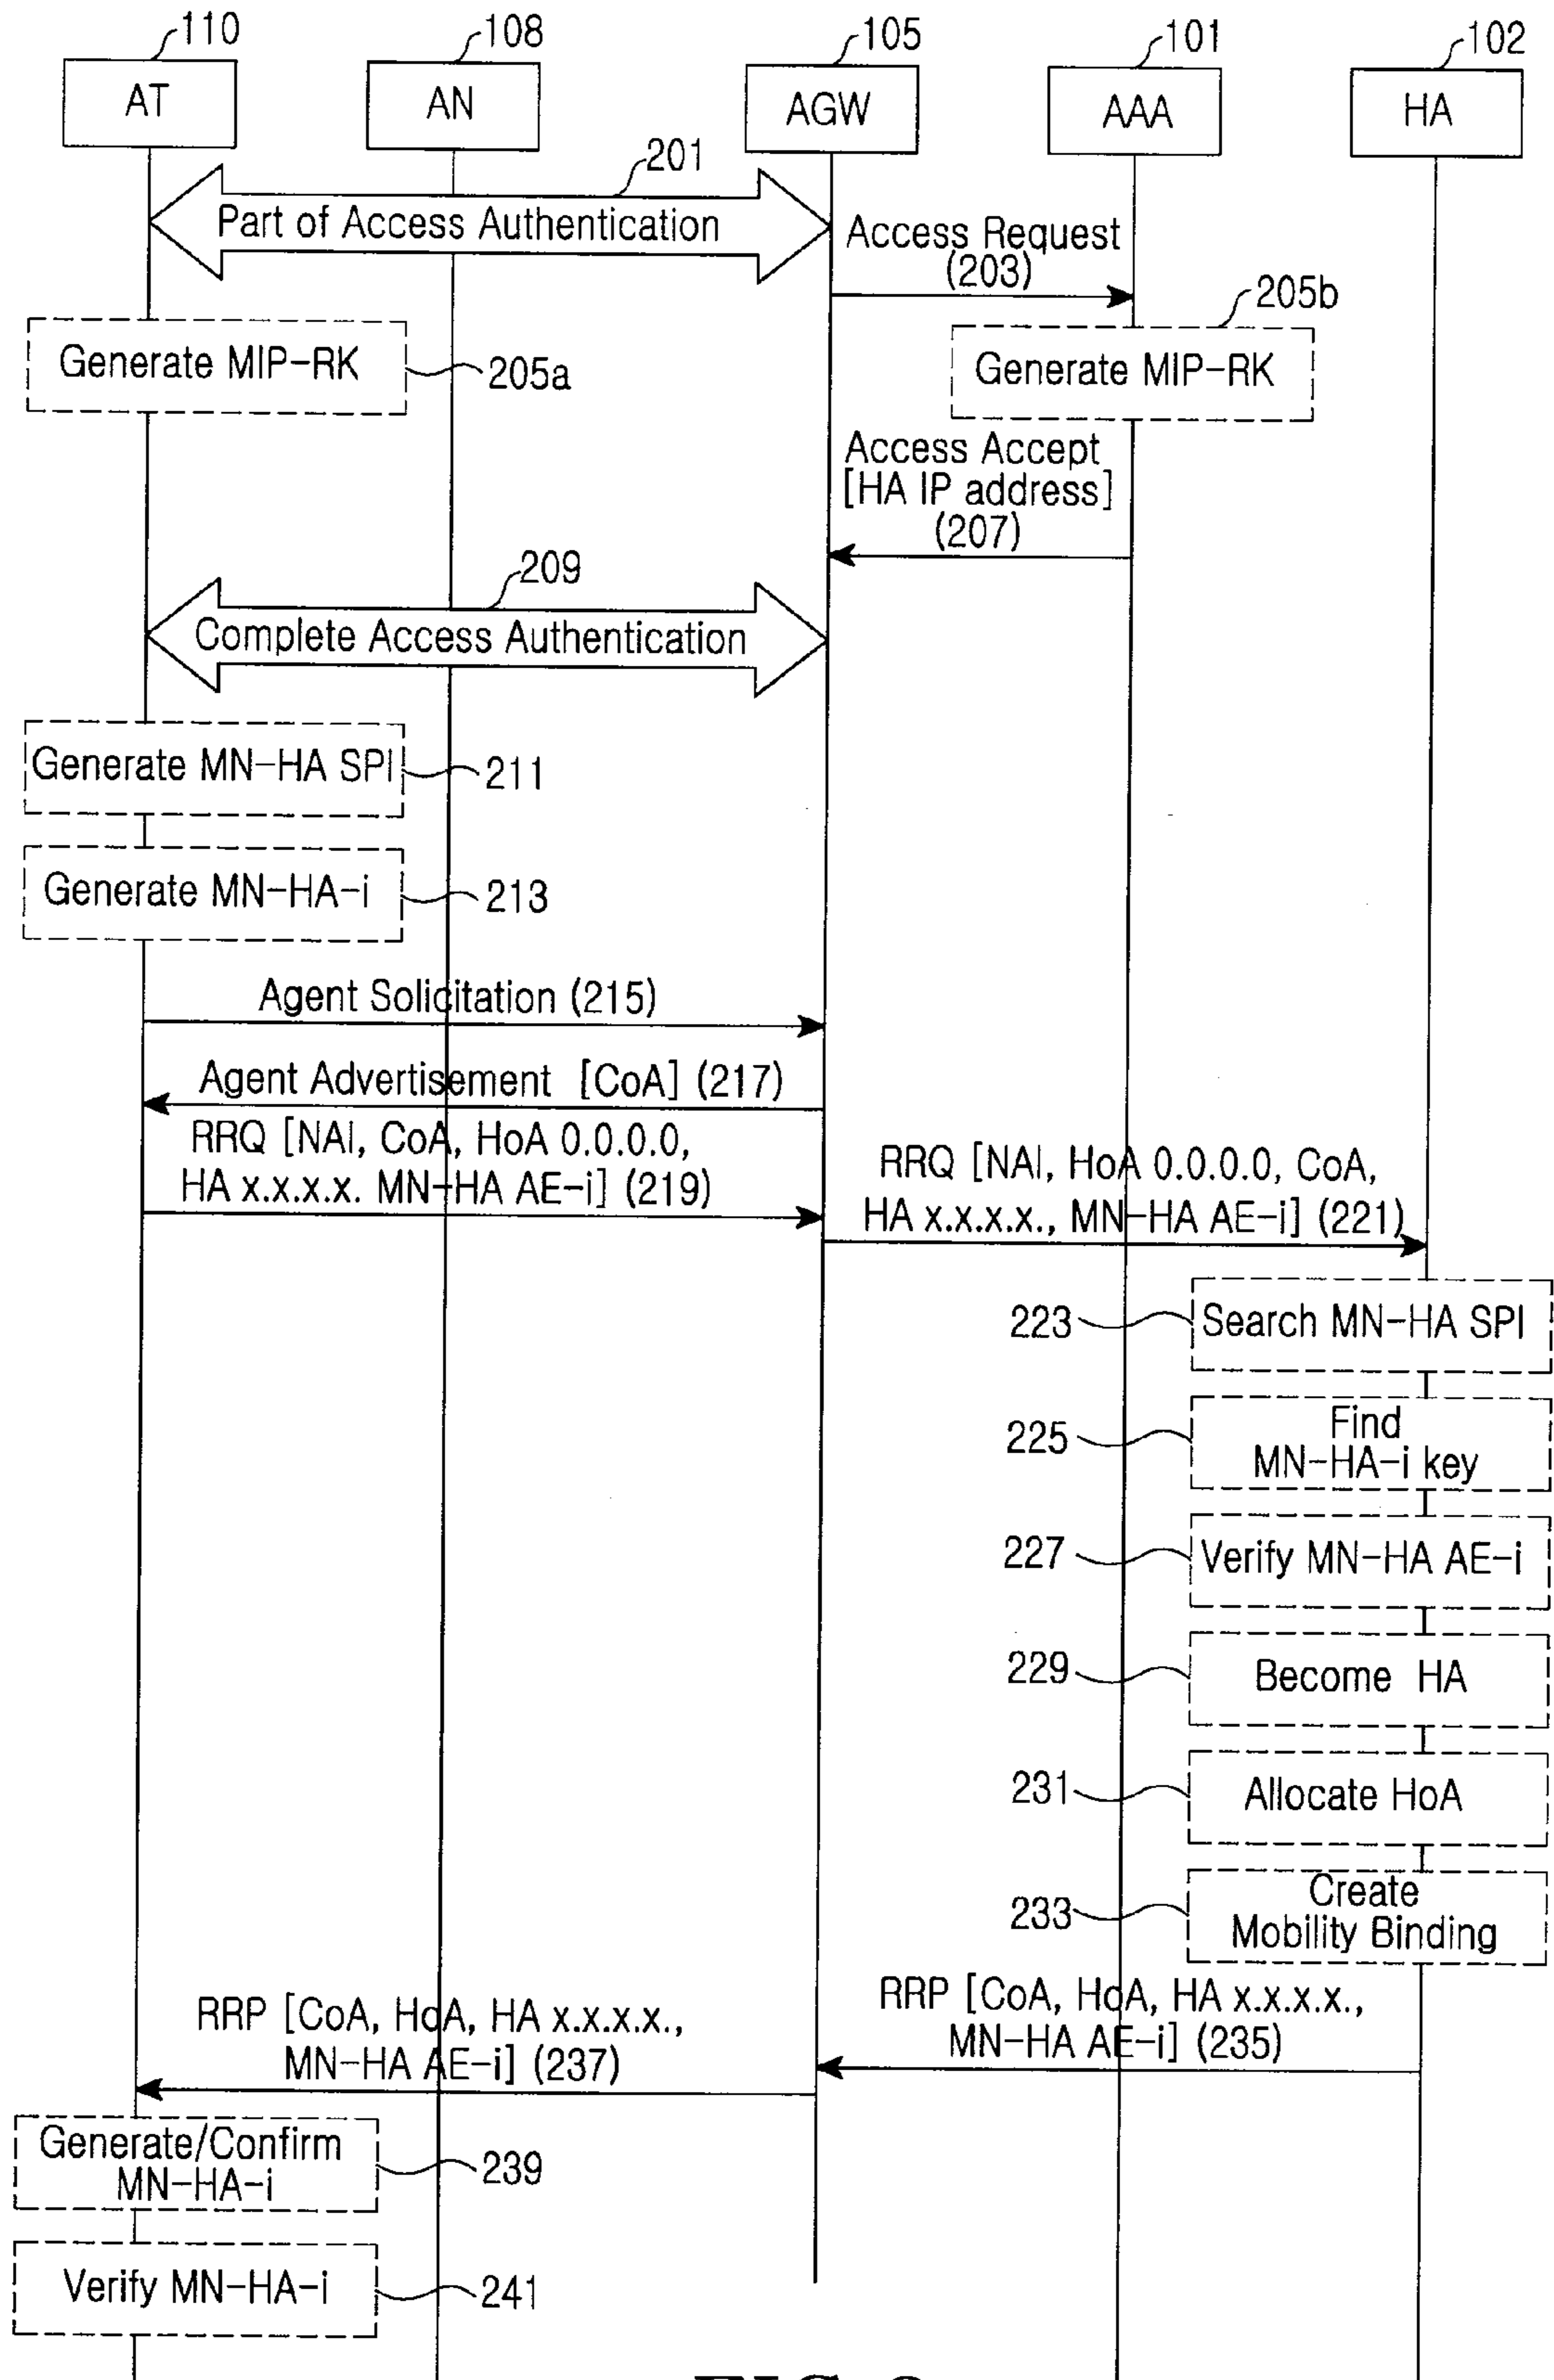 110
108
105
101
102
AT
AN
AGW
AAA
HA
201
Part of Access Authentication
Access Request
(203)
205b
Generate MIP-RK
205a
Generate MIP-RK
Access Accept
[HA IP address]
(207)
209
Complete Access Authentication
Generate MN-HA SPI
211
Generate MN-HA-i
213
Agent Solicitation (215)
Agent Advertisement [CoA] (217)
RRQ [NAI, CoA, HoA 0.0.0.0,
HA x.x.x.x. MN-HA AE-i] (219)
RRQ [NAI, HoA 0.0.0.0, CoA,
HA x.x.x.x., MN-HA AE-i] (221)
223
Search MN-HA SPI
225
Find
MN-HA-i key
227
Verify MN-HA AE-i
229
Become HA
231
Allocate HoA
233
Create
Mobility Binding
RRP [CoA, HoA, HA x.x.x.x.,
MN-HA AE-i] (235)
RRP [CoA, HoA, HA x.x.x.x.,
MN-HA AE-i] (237)
Generate/Confirm
MN-HA-i
239
Verify MN-HA-i
241